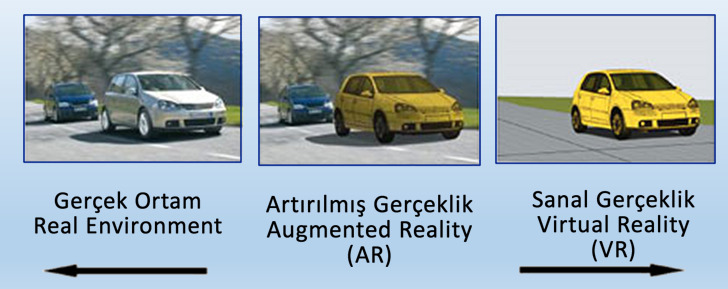 Gerçek Ortam
Real Environment
Artırılmış Gerçeklik
Augmented Reality
(AR)
Sanal Gerçeklik
Virtual Reality
(VR)